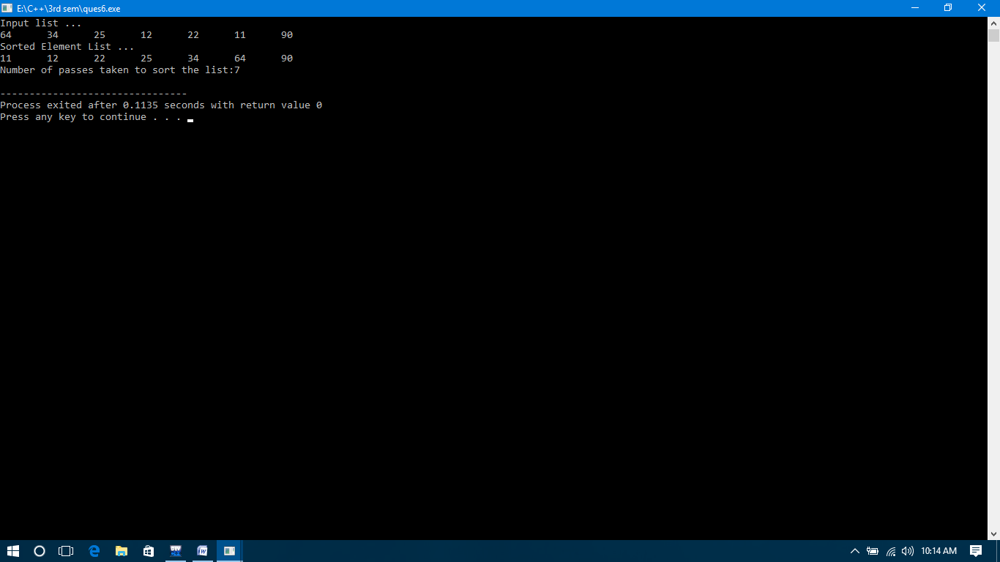 E:\C++\3rd sem\ques6.exe
Input list ...
64 34 25 12 22 11 90
Sorted Element List ...
11 12 22 25 34 64 90
Number of passes taken to sort the list:7
--------------------------------
Process exited after 0.1135 seconds with return value 0
Press any key to continue . . .
10:14 AM